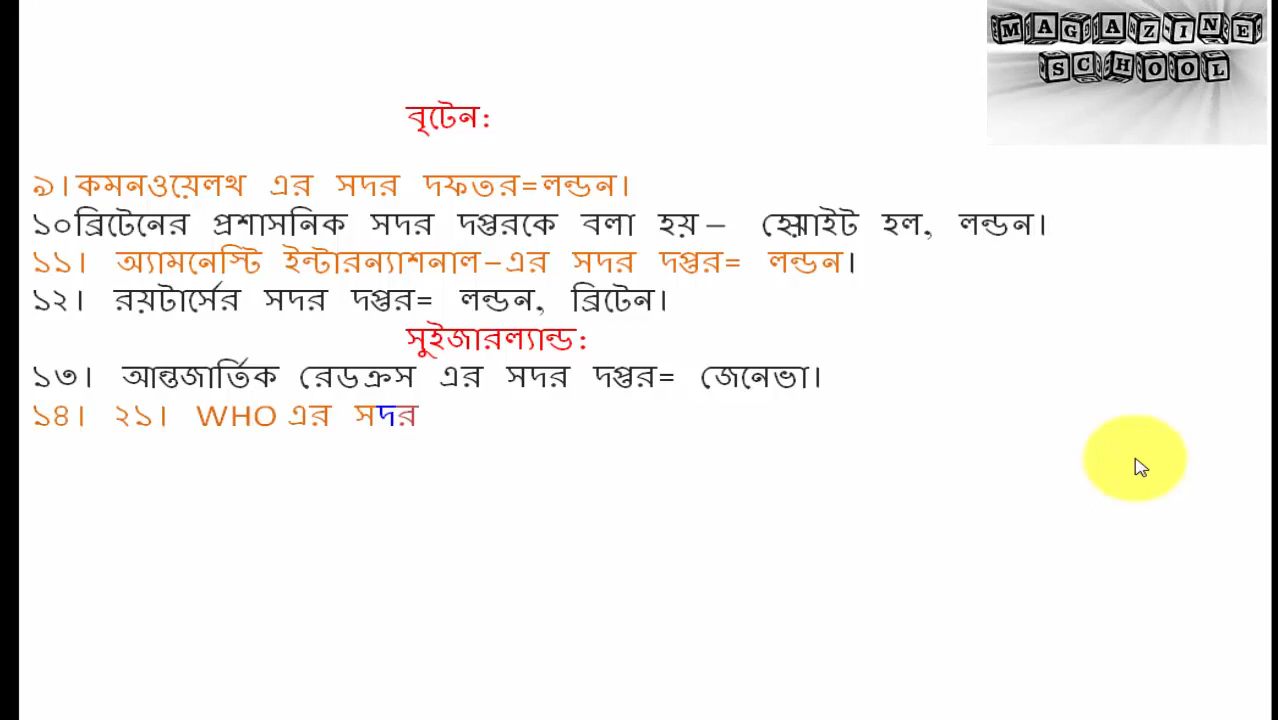 MAGAZINE
SCHOOL
বৃটেন:
৯। কমনওয়েলথ এর সদর দফতর=লন্ডন।
১০ব্রিটেনের প্রশাসনিক সদর দপ্তরকে বলা হয়– হোয়াইট হল, লন্ডন।
১১। অ্যামনেস্টি ইন্টারন্যাশনাল–এর সদর দপ্তর= লন্ডন।
১২। রয়টার্সের সদর দপ্তর= লন্ডন, ব্রিটেন।
সুইজারল্যান্ড:
১৩। আন্তজার্তিক রেডক্রস এর সদর দপ্তর= জেনেভা।
১৪। ২১। WHO এর সদর